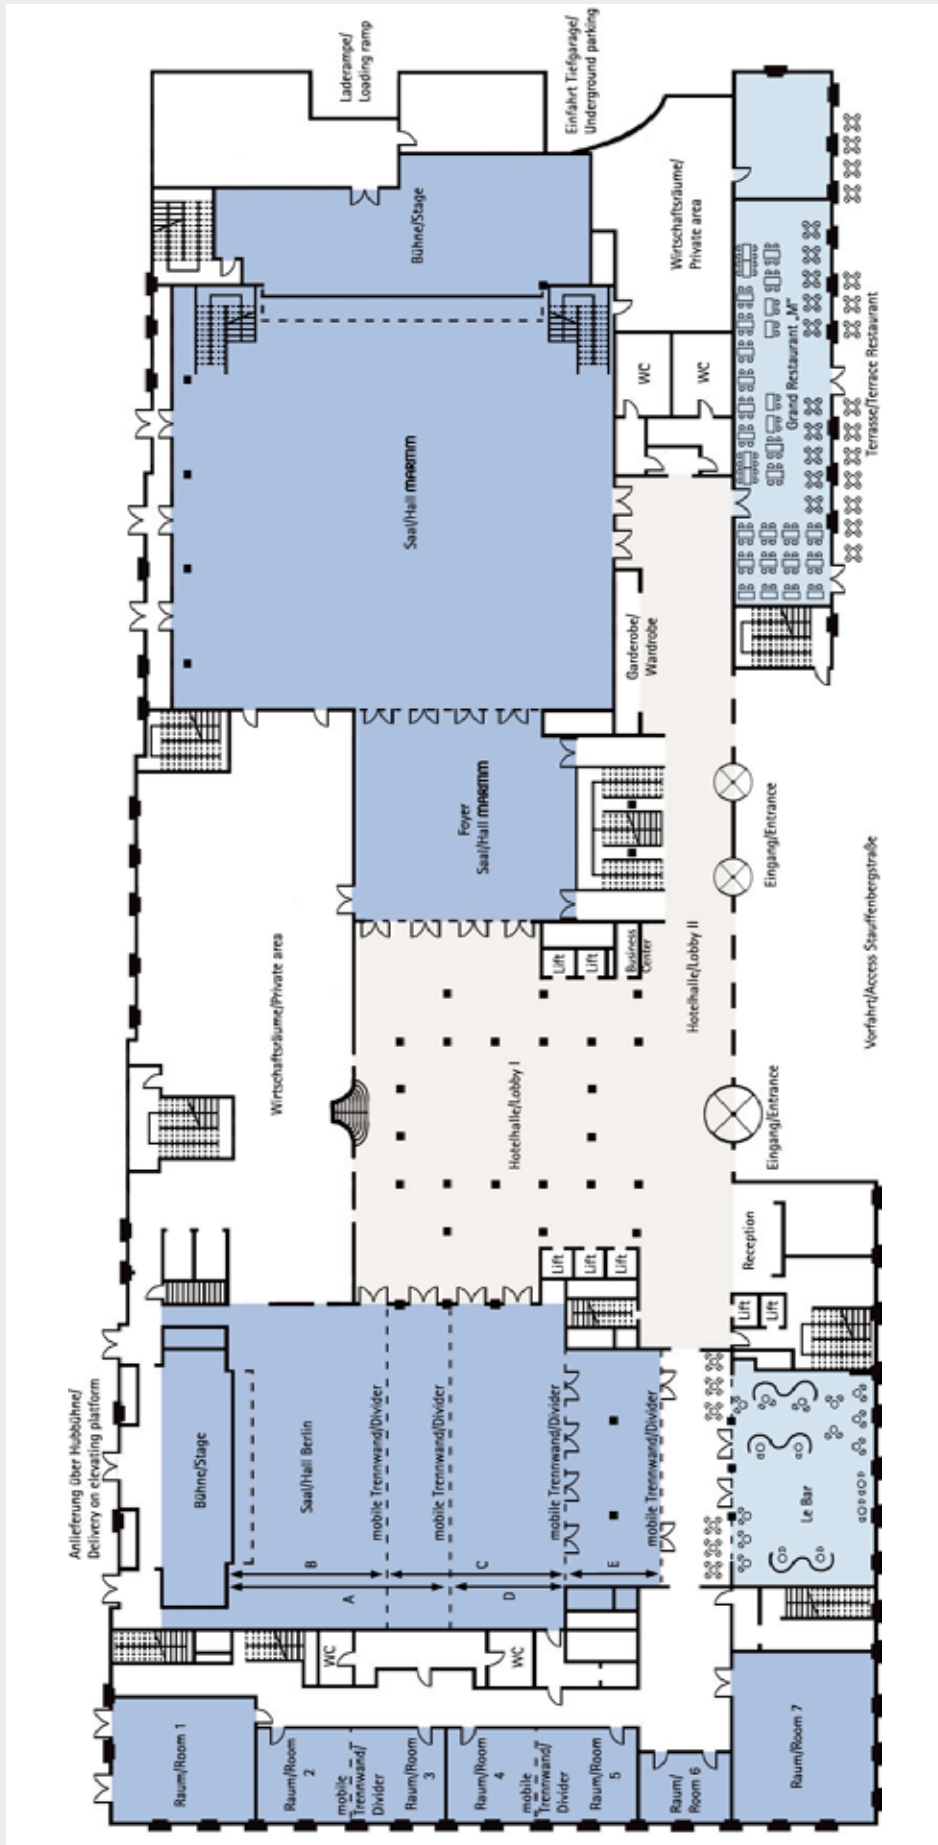 Laderampe/
Loading ramp
Einfahrt Tiefgarage/
Underground parking
Bühne/Stage
Wirtschaftsräume/
Private area
Saal/Hall MARMM
WC
WC
Grand Restaurant „M"
Terrasse/Terrace Restaurant
Garderobe/
Wardrobe
Foyer
Saal/Hall MARMM
Eingang/Entrance
Vorfahrt/Access Stauffenbergstraße
Wirtschaftsräume/Private area
Lift
Lift
Business
Center
Hotelhalle/Lobby II
Hotelhalle/Lobby I
Eingang/Entrance
Lift
Lift
Lift
Reception
Lift
Lift
Anlieferung über Hubbühne/
Delivery on elevating platform
Bühne/Stage
Saal/Hall Berlin
mobile Trennwand/Divider
mobile Trennwand/Divider
mobile Trennwand/Divider
mobile Trennwand/Divider
Le Bar
B
A
C
D
E
WC
WC
Raum/Room 1
Raum/Room
2
mobile
Trennwand/
Divider
Raum/Room
3
Raum/Room
4
mobile
Trennwand/
Divider
Raum/Room
5
Raum/
Room 6
Raum/Room 7